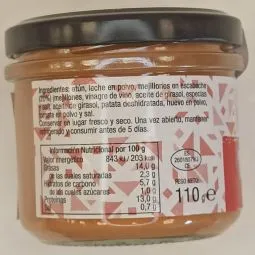 Ingredientes: atún, leche en polvo, mejillones en escabeche
mejillones, vinagre de vino, aceite de girasol, especias
aceite de girasol, patata deshidratada, huevo en polvo,
tomate en polvo y sal.
Conservar en lugar fresco y seco. Una vez abierto, mantener
refrigerado y consumir antes de 5 días.
Información Nutricional por 100 g
Valor energético 843 kJ / 203 kcal
Grasas 14,0 g
de las cuales saturadas 2,3 g
Hidratos de carbono 5,7 g
de los cuales azúcares 1,0 g
Proteínas 13,0 g
0,7 g
CE
PESO NETO:
110 g e